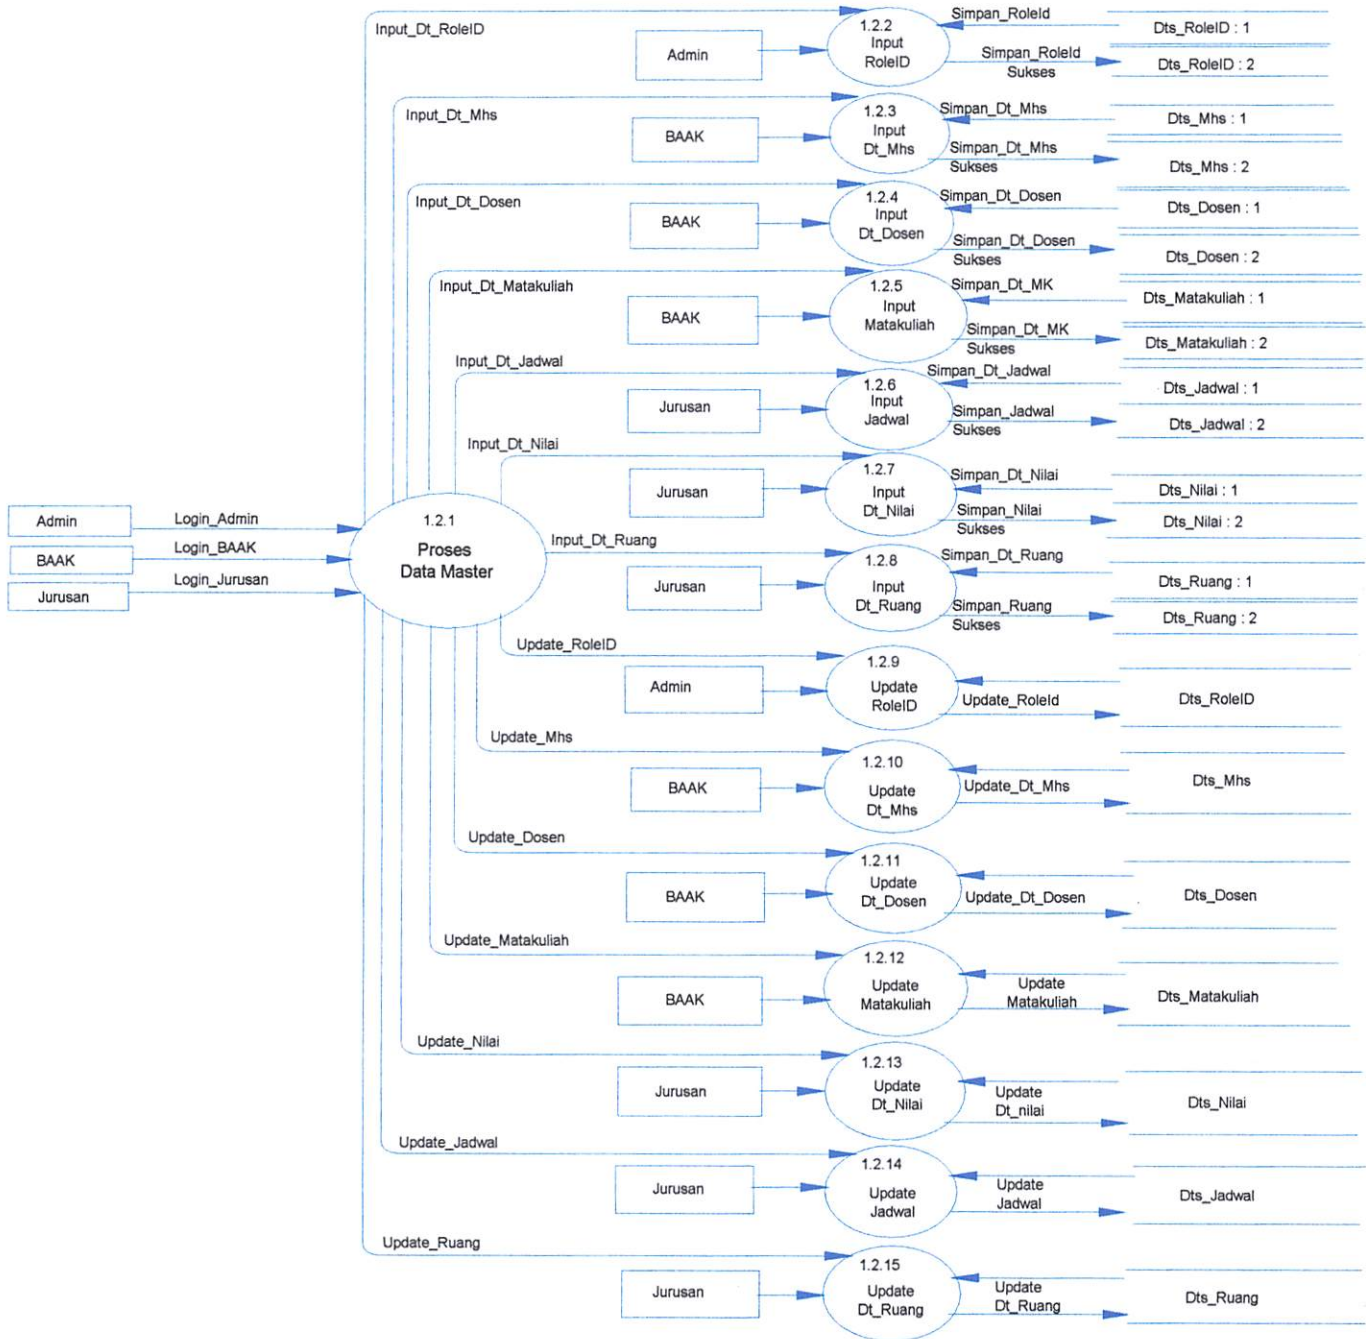 Input_Dt_RoleID
Admin
1.2.2
Input
RoleID
Simpan_RoleId
Simpan_RoleId
Sukses
Dts_RoleID : 1
Dts_RoleID : 2
Input_Dt_Mhs
BAAK
1.2.3
Input
Dt_Mhs
Simpan_Dt_Mhs
Simpan_Dt_Mhs
Sukses
Dts_Mhs : 1
Dts_Mhs : 2
Input_Dt_Dosen
BAAK
1.2.4
Input
Dt_Dosen
Simpan_Dt_Dosen
Simpan_Dt_Dosen
Sukses
Dts_Dosen : 1
Dts_Dosen : 2
Input_Dt_Matakuliah
BAAK
1.2.5
Input
Matakuliah
Simpan_Dt_MK
Simpan_Dt_MK
Sukses
Dts_Matakuliah : 1
Dts_Matakuliah : 2
Input_Dt_Jadwal
Jurusan
1.2.6
Input
Jadwal
Simpan_Dt_Jadwal
Simpan_Jadwal
Sukses
Dts_Jadwal : 1
Dts_Jadwal : 2
Input_Dt_Nilai
Jurusan
1.2.7
Input
Dt_Nilai
Simpan_Dt_Nilai
Simpan_Nilai
Sukses
Dts_Nilai : 1
Dts_Nilai : 2
Admin
Login_Admin
BAAK
Login_BAAK
Jurusan
Login_Jurusan
1.2.1
Proses
Data Master
Input_Dt_Ruang
Jurusan
1.2.8
Input
Dt_Ruang
Simpan_Dt_Ruang
Simpan_Ruang
Sukses
Dts_Ruang : 1
Dts_Ruang : 2
Update_RoleID
Admin
1.2.9
Update
RoleID
Update_RoleId
Dts_RoleID
Update_Mhs
BAAK
1.2.10
Update
Dt_Mhs
Update_Dt_Mhs
Dts_Mhs
Update_Dosen
BAAK
1.2.11
Update
Dt_Dosen
Update_Dt_Dosen
Dts_Dosen
Update_Matakuliah
BAAK
1.2.12
Update
Matakuliah
Update
Matakuliah
Dts_Matakuliah
Update_Nilai
Jurusan
1.2.13
Update
Dt_Nilai
Update
Dt_nilai
Dts_Nilai
Update_Jadwal
Jurusan
1.2.14
Update
Jadwal
Update
Jadwal
Dts_Jadwal
Update_Ruang
Jurusan
1.2.15
Update
Dt_Ruang
Update
Dt_Ruang
Dts_Ruang